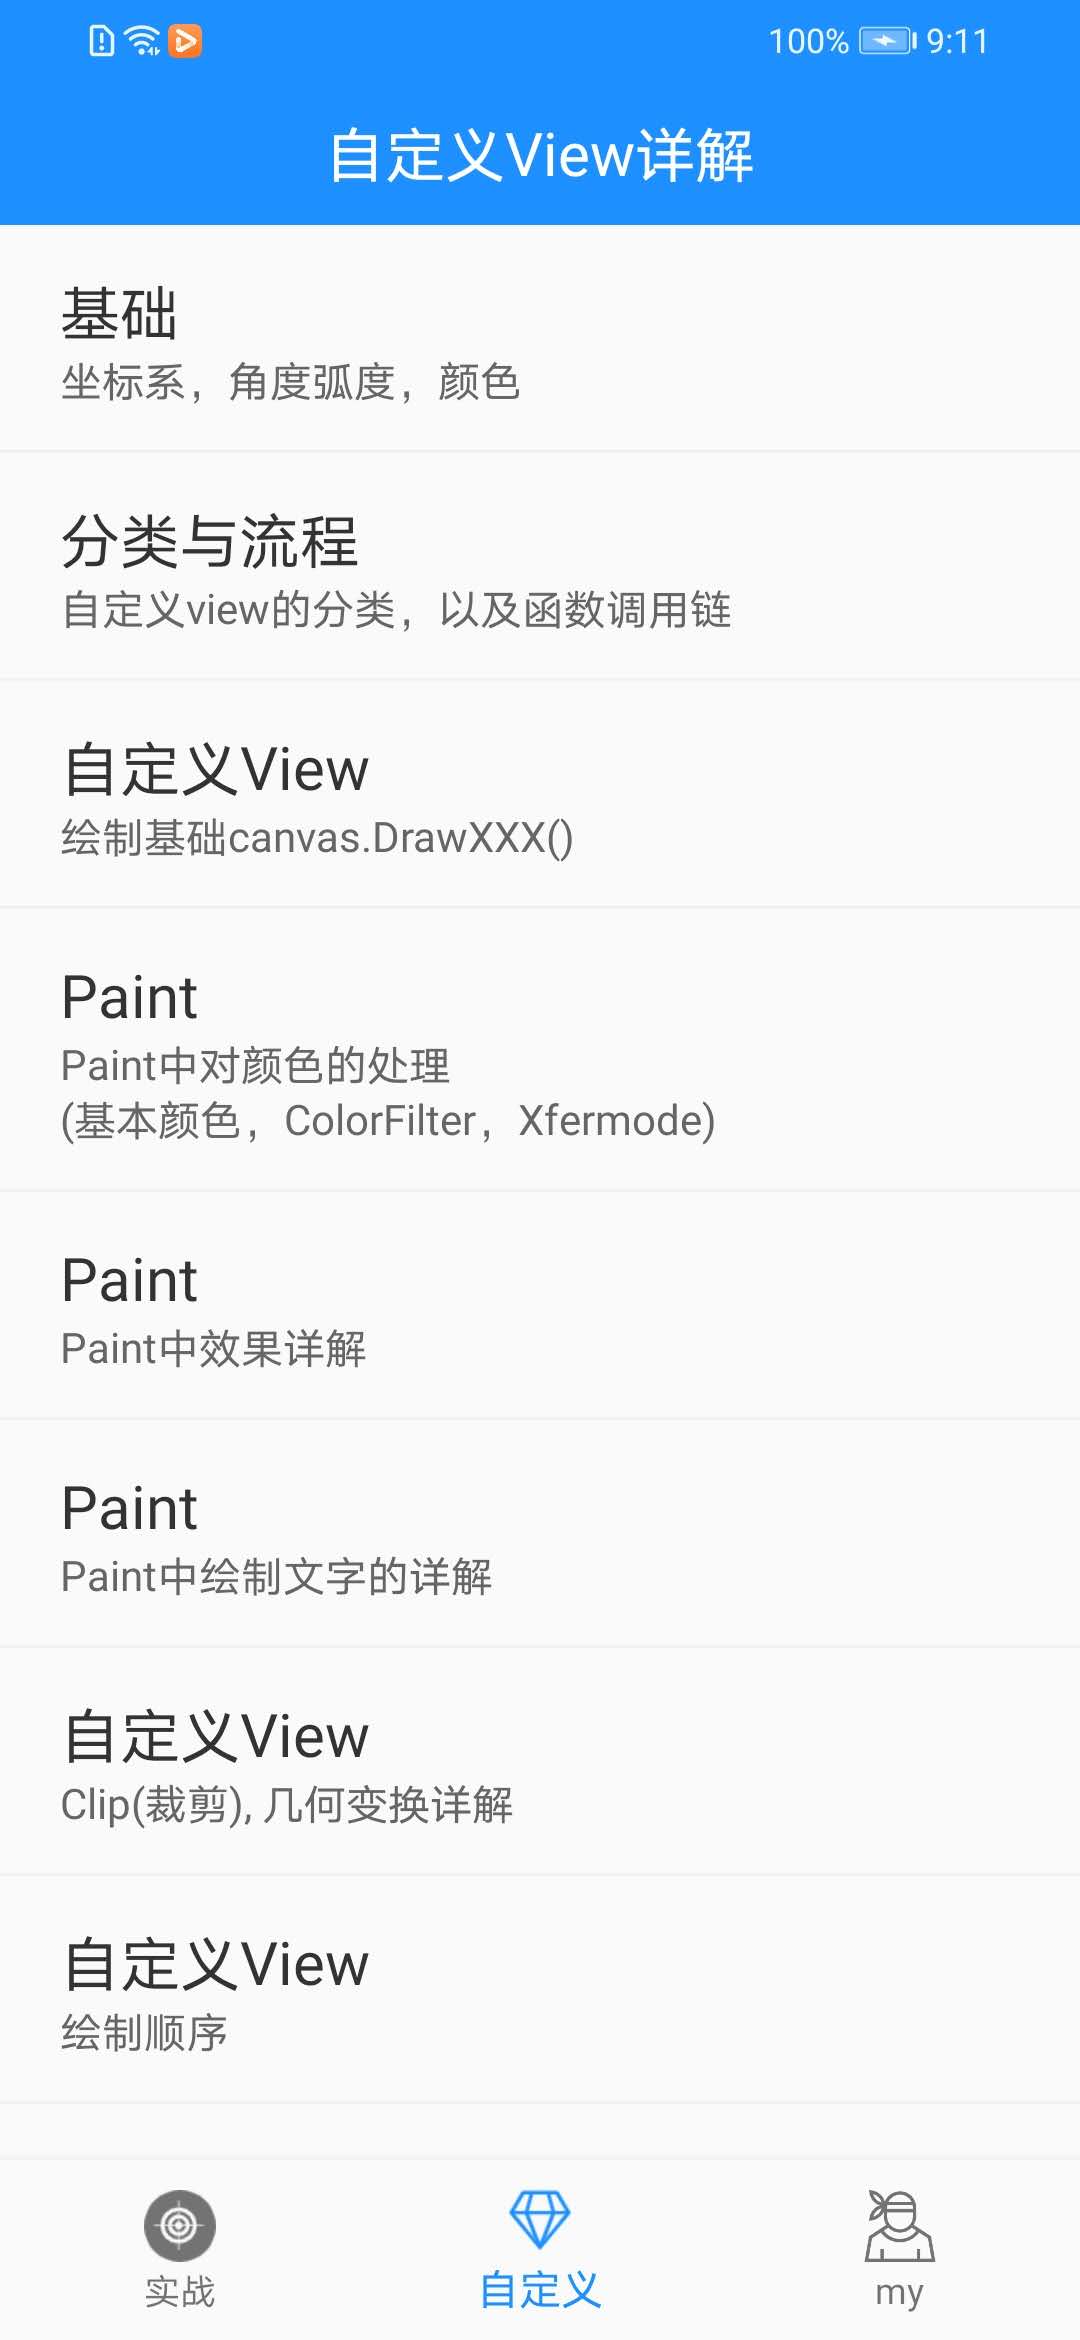 100% 9:11
自定义View详解
基础
坐标系，角度弧度，颜色
分类与流程
自定义view的分类，以及函数调用链
自定义View
绘制基础canvas.DrawXXX()
Paint
Paint中对颜色的处理
(基本颜色，ColorFilter，Xfermode)
Paint
Paint中效果详解
Paint
Paint中绘制文字的详解
自定义View
Clip(裁剪), 几何变换详解
自定义View
绘制顺序
实战
自定义
my